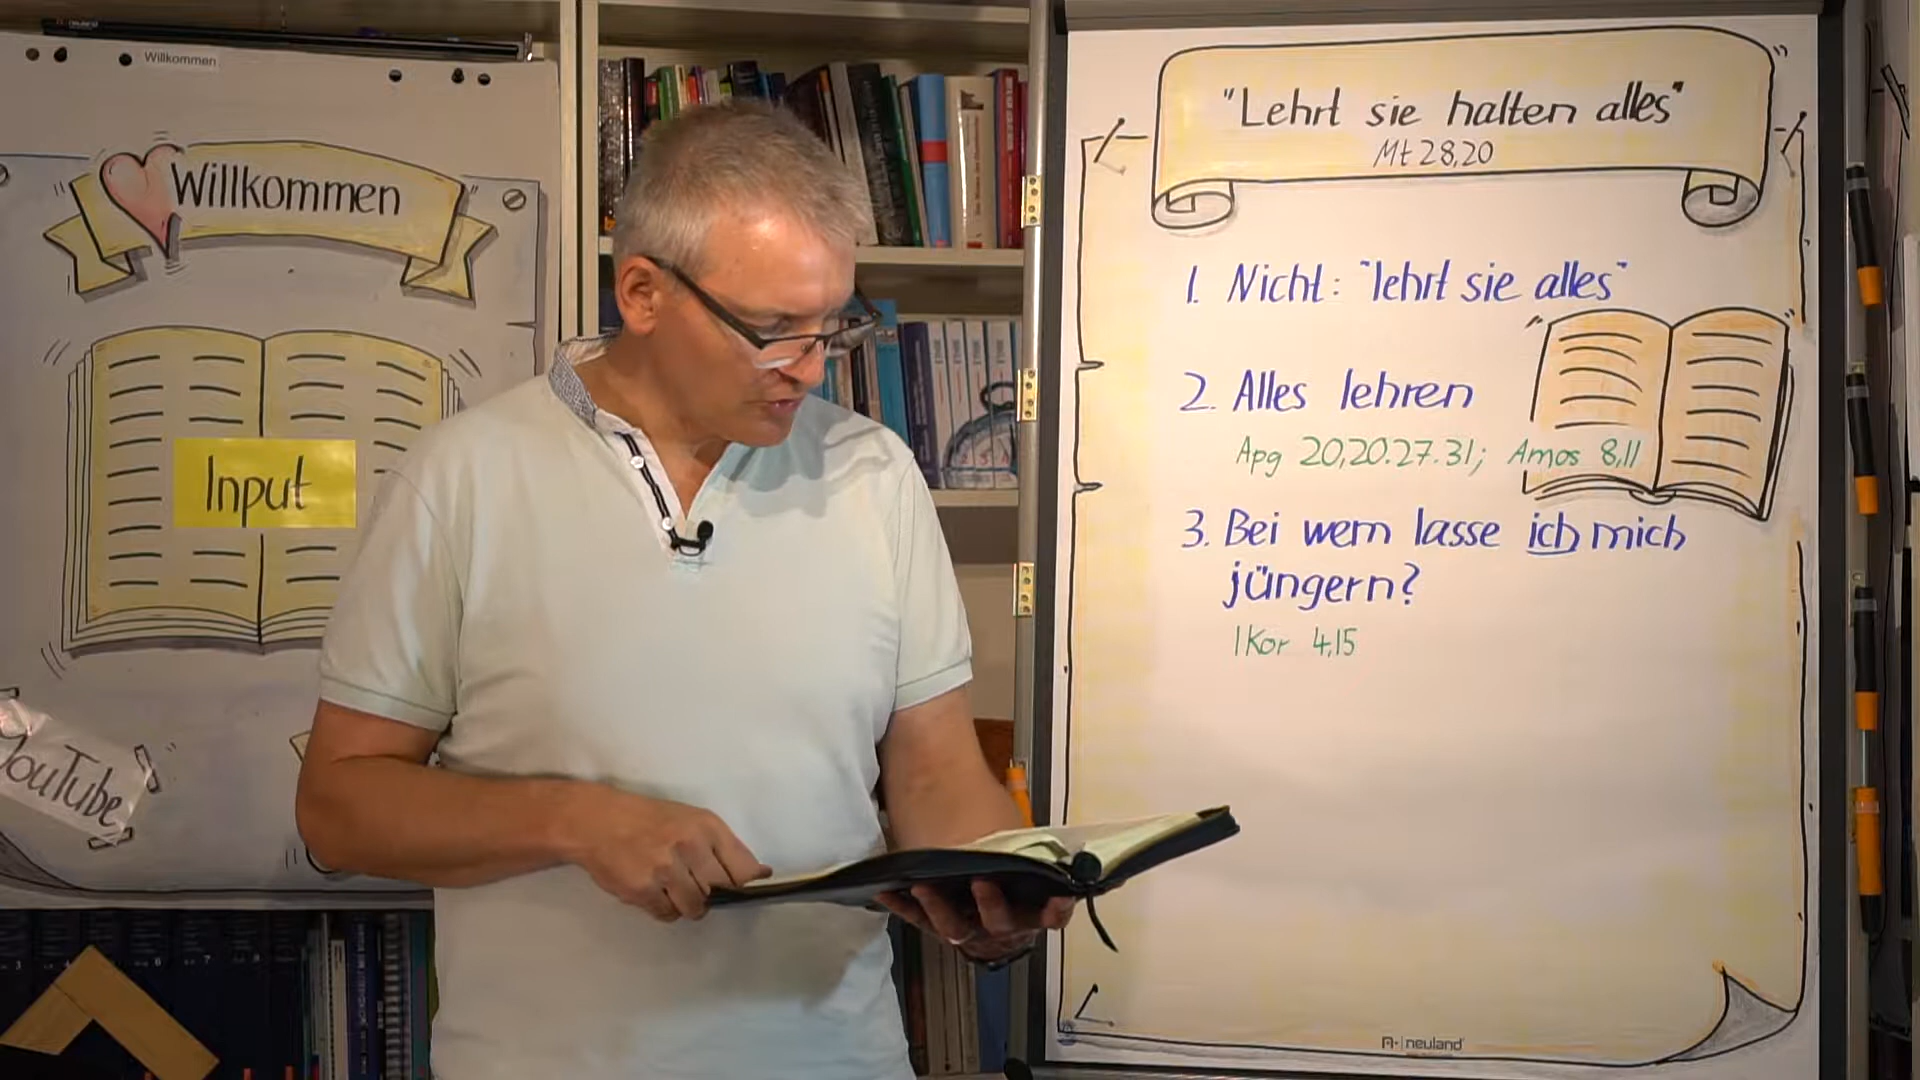 Willkommen
Willkommen
Input
YouTube
"Lehrt sie halten alles"
Mt 28,20
1. Nicht: "lehrt sie alles"
2. Alles lehren
Apg 20,20.27.31; Amos 8,11
3. Bei wem lasse ich mich
jüngern?
1Kor 4,15
neuland